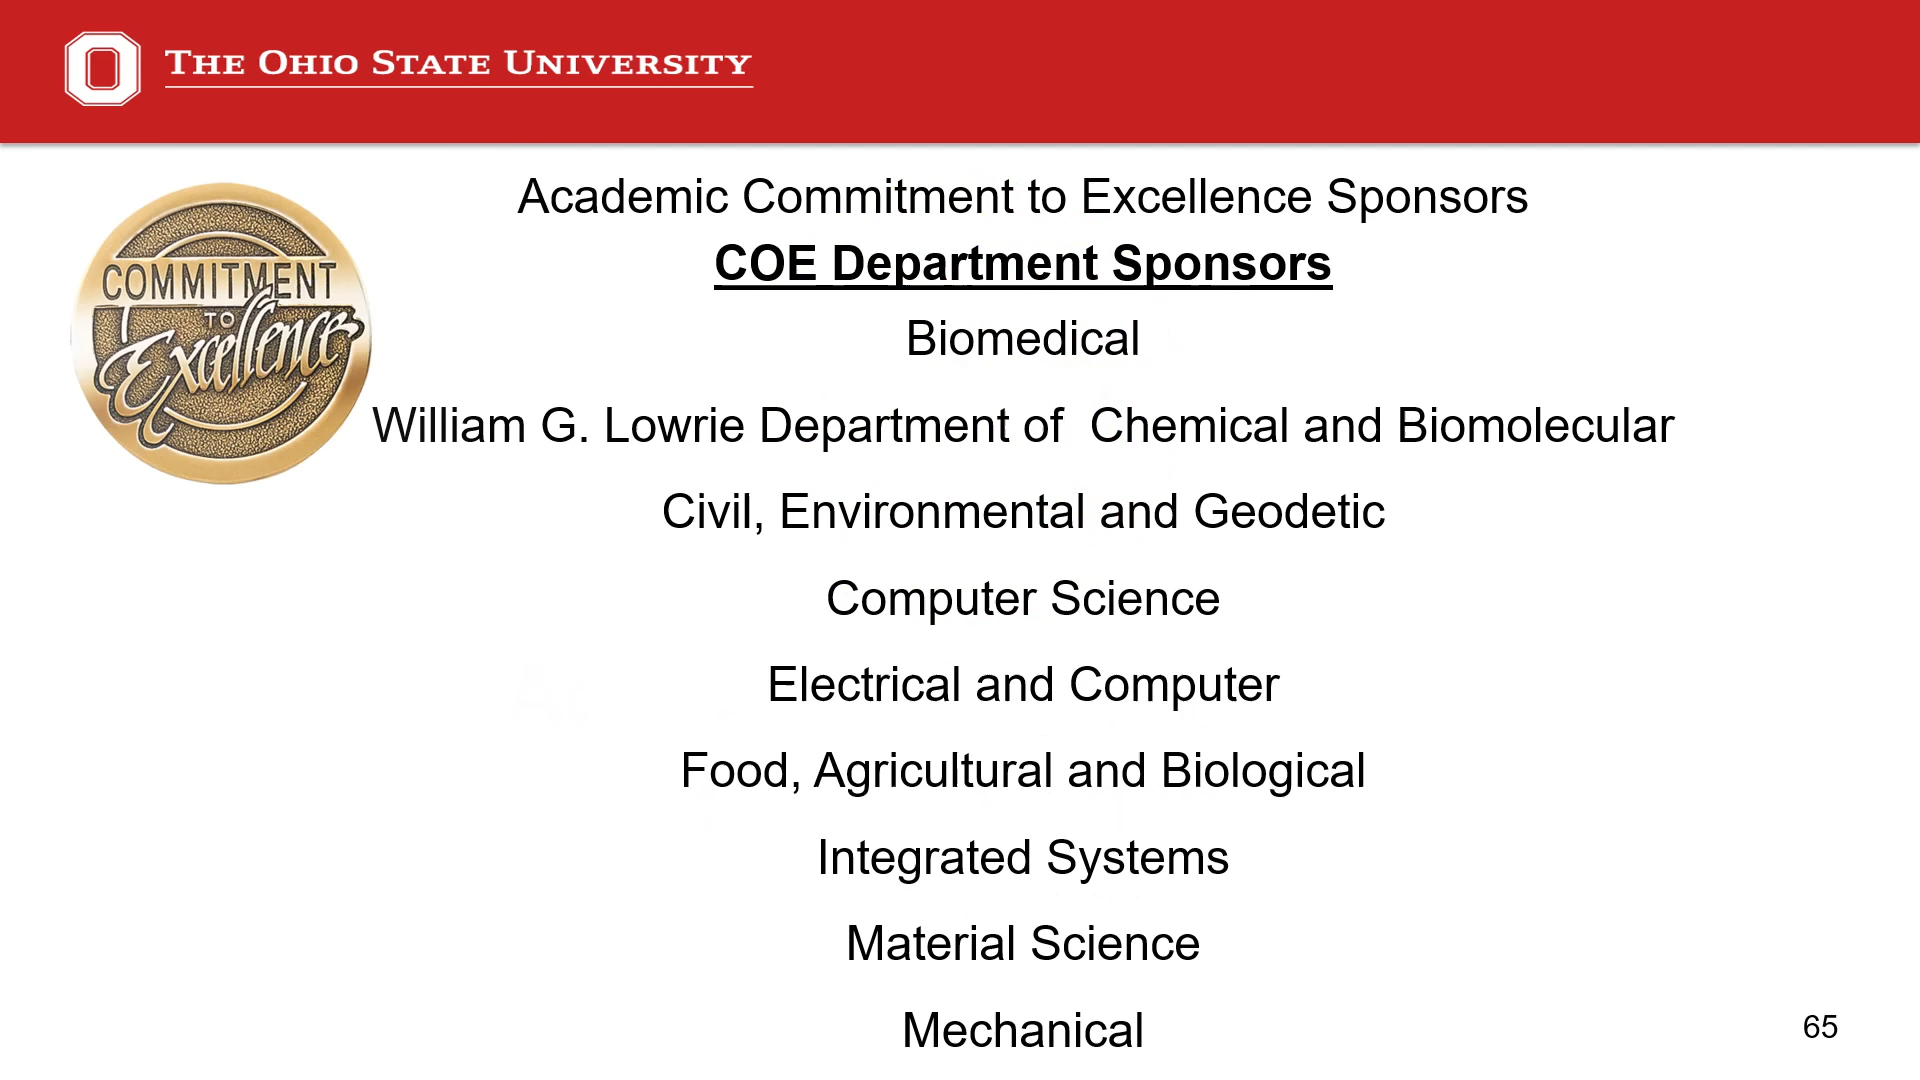 THE OHIO STATE UNIVERSITY
Academic Commitment to Excellence Sponsors
COE Department Sponsors
COMMITMENT
TO
Excellence
Biomedical
William G. Lowrie Department of  Chemical and Biomolecular
Civil, Environmental and Geodetic
Computer Science
Electrical and Computer
Food, Agricultural and Biological
Integrated Systems
Material Science
Mechanical
65